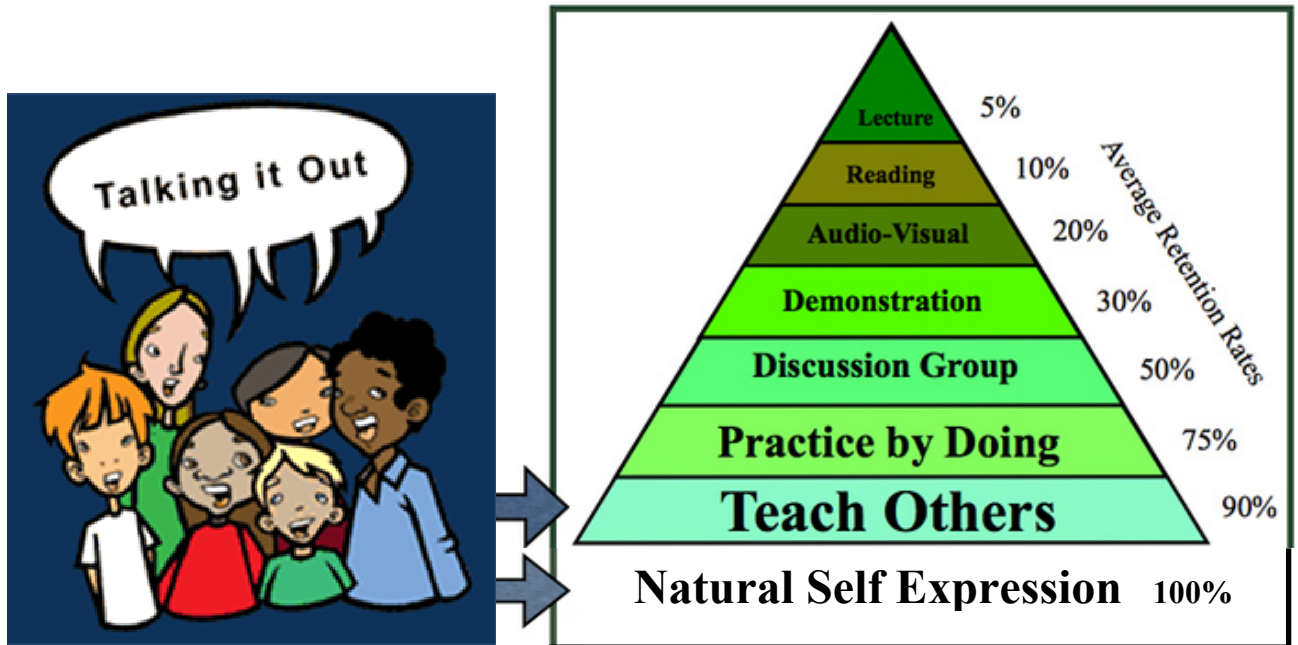 Talking it Out
Lecture 5%
Reading 10%
Audio-Visual 20%
Demonstration 30%
Discussion Group 50%
Practice by Doing 75%
Teach Others 90%
Average Retention Rates
Natural Self Expression 100%